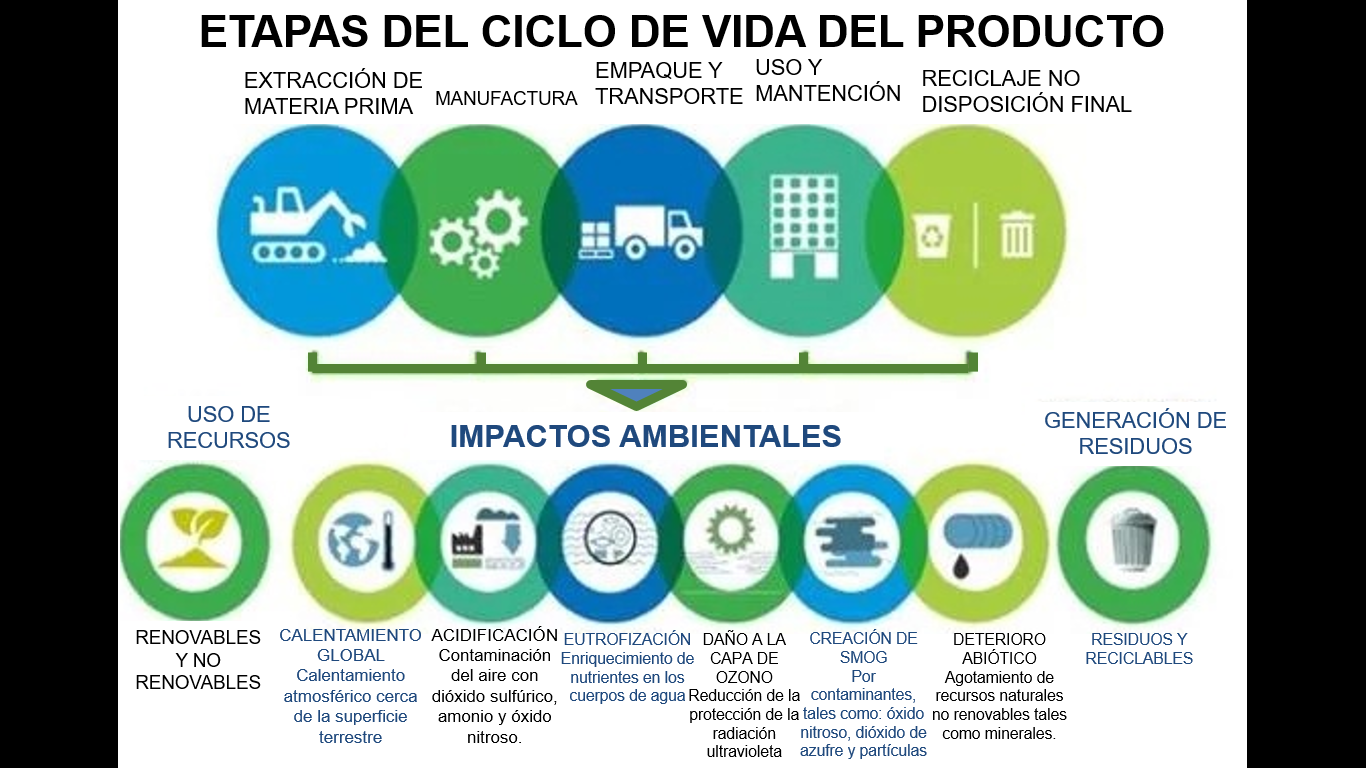 ETAPAS DEL CICLO DE VIDA DEL PRODUCTO
EXTRACCIÓN DE
MATERIA PRIMA
MANUFACTURA
EMPAQUE Y
TRANSPORTE
USO Y
MANTENCIÓN
RECICLAJE NO
DISPOSICIÓN FINAL
USO DE
RECURSOS
IMPACTOS AMBIENTALES
GENERACIÓN DE
RESIDUOS
RENOVABLES
Y NO
RENOVABLES
CALENTAMIENTO
GLOBAL
Calentamiento
atmosférico cerca
de la superficie
terrestre
ACIDIFICACIÓN
Contaminación
del aire con
dióxido sulfúrico,
amonio y óxido
nitroso.
EUTROFIZACIÓN
Enriquecimiento de
nutrientes en los
cuerpos de agua
DAÑO A LA
CAPA DE
OZONO
Reducción de la
protección de la
radiación
ultravioleta
CREACIÓN DE
SMOG
Por
contaminantes,
tales como: óxido
nitroso, dióxido de
azufre y partículas
DETERIORO
ABIÓTICO
Agotamiento de
recursos naturales
no renovables tales
como minerales.
RESIDUOS Y
RECICLABLES